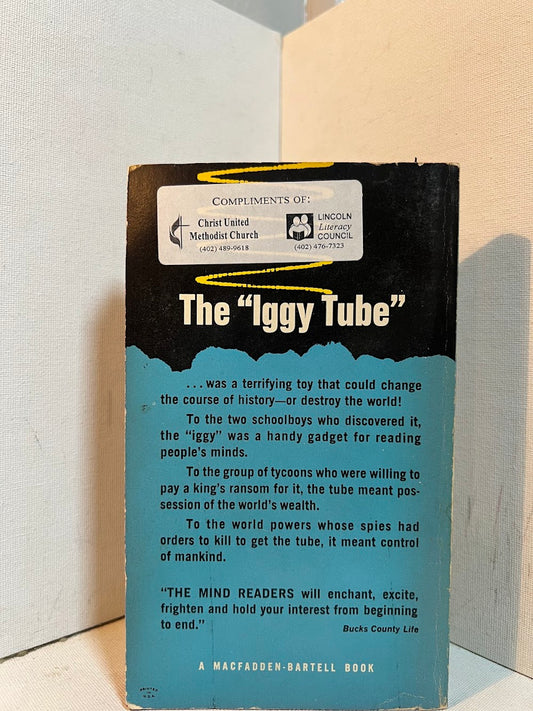 COMPLIMENTS OF:
Christ United
Methodist Church
(402) 489-9618
LINCOLN
Literacy
COUNCIL
(402) 476-7323
The “Iggy Tube”
...was a terrifying toy that could change
the course of history—or destroy the world!
To the two schoolboys who discovered it,
the “iggy” was a handy gadget for reading
people’s minds.
To the group of tycoons who were willing to
pay a king’s ransom for it, the tube meant pos-
session of the world’s wealth.
To the world powers whose spies had
orders to kill to get the tube, it meant control
of mankind.
“THE MIND READERS will enchant, excite,
frighten and hold your interest from beginning
to end.”
Bucks County Life
A MACFADDEN-BARTELL BOOK
PRINTED
IN
U.S.A.